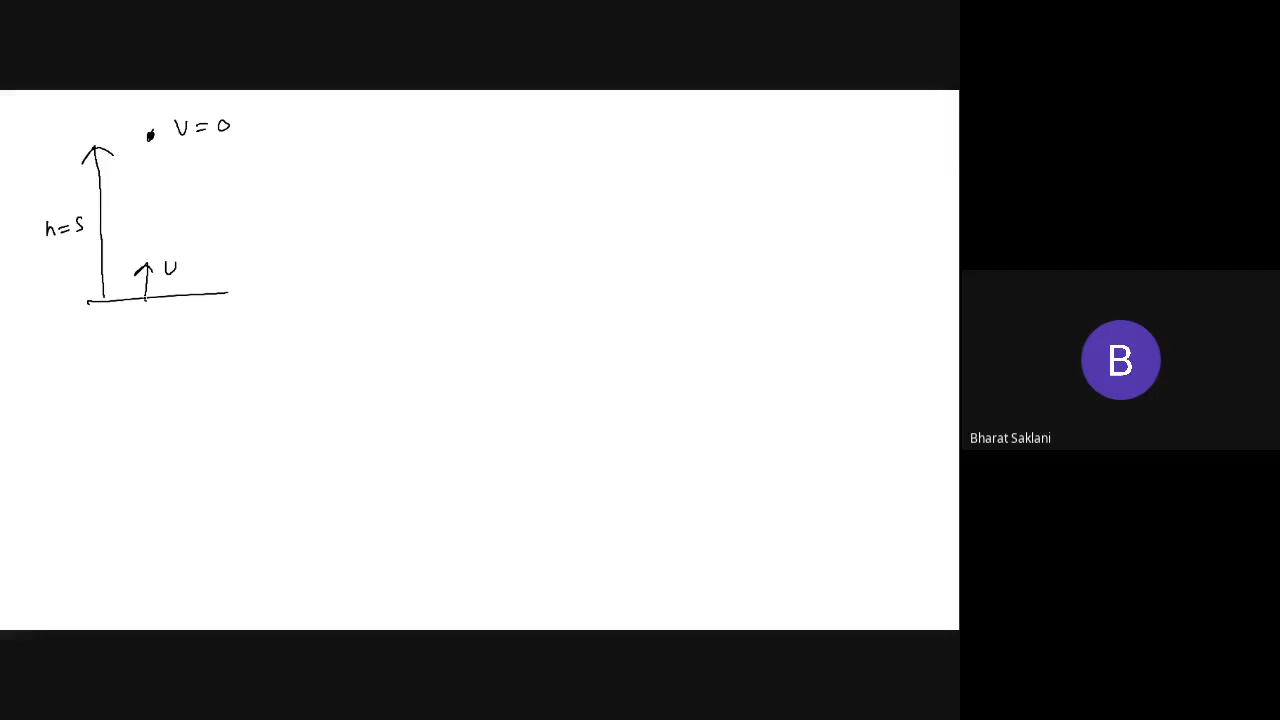 V = 0
h = S
U
B
Bharat Saklani